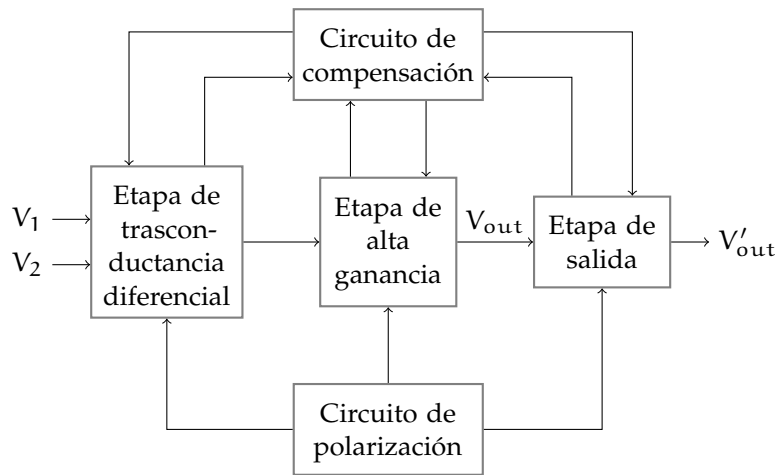 Circuito de
compensación
V1
V2
Etapa de
trascon-
ductancia
diferencial
Etapa de
alta
ganancia
Vout
Etapa de
salida
V′out
Circuito de
polarización